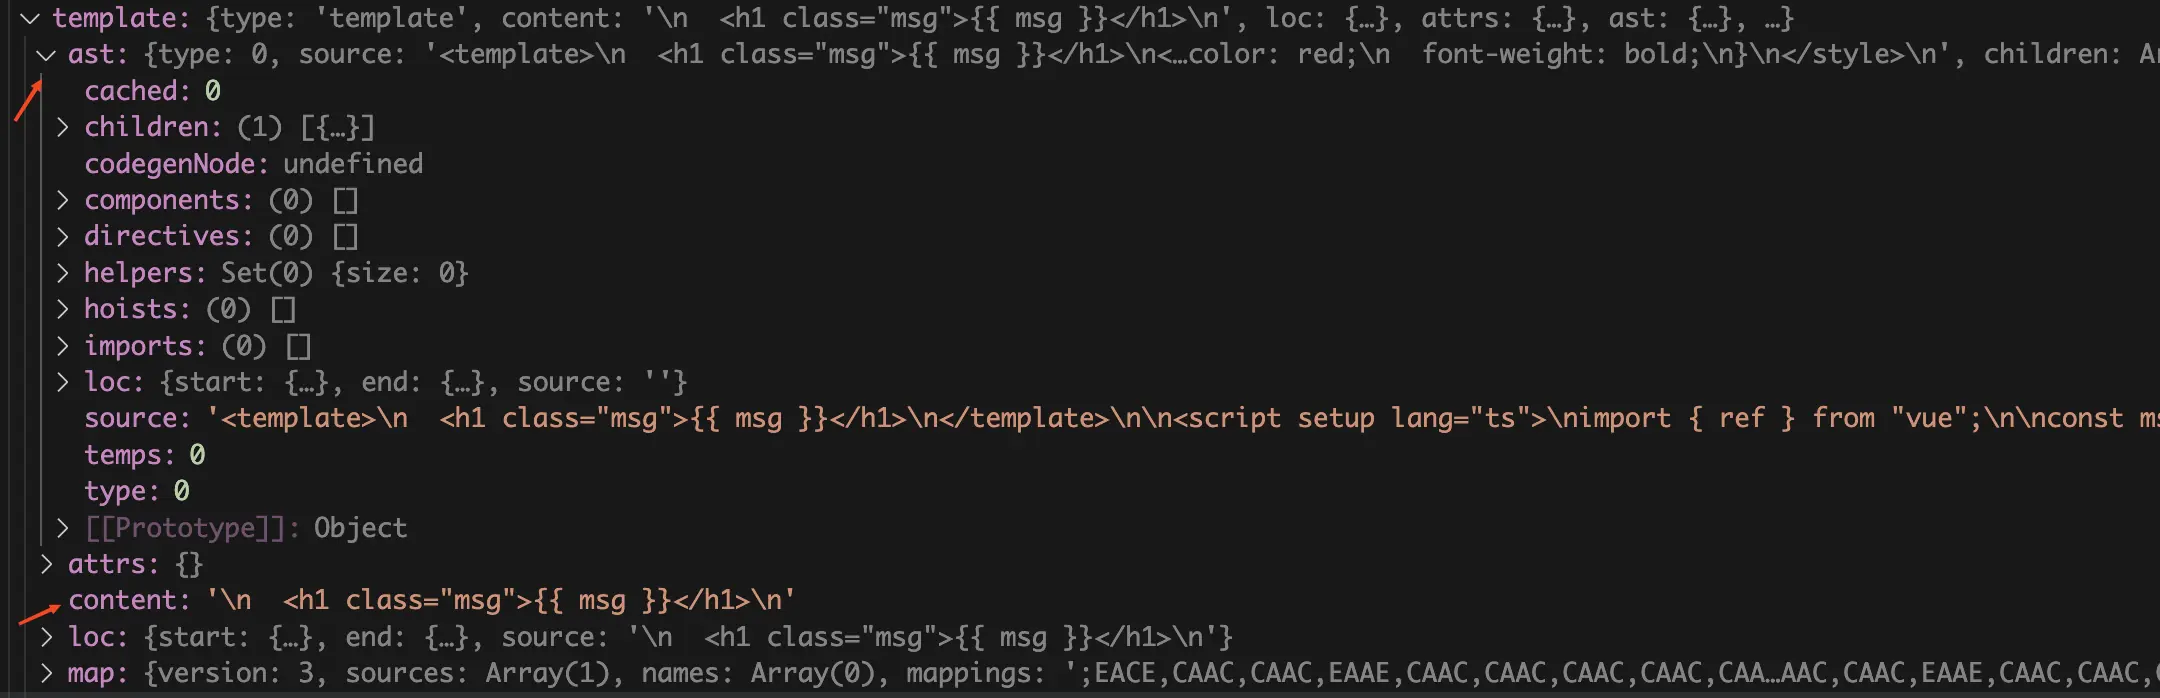 template: {type: 'template', content: '\n  <h1 class="msg">{{ msg }}</h1>\n', loc: {…}, attrs: {…}, ast: {…}, …}
ast: {type: 0, source: '<template>\n  <h1 class="msg">{{ msg }}</h1>\n<…color: red;\n  font-weight: bold;\n}\n</style>\n', children: Ar
cached: 0
children: (1) [{…}]
codegenNode: undefined
components: (0) []
directives: (0) []
helpers: Set(0) {size: 0}
hoists: (0) []
imports: (0) []
loc: {start: {…}, end: {…}, source: ''}
source: '<template>\n  <h1 class="msg">{{ msg }}</h1>\n</template>\n\n<script setup lang="ts">\nimport { ref } from "vue";\n\nconst ms
temps: 0
type: 0
[[Prototype]]: Object
attrs: {}
content: '\n  <h1 class="msg">{{ msg }}</h1>\n'
loc: {start: {…}, end: {…}, source: '\n  <h1 class="msg">{{ msg }}</h1>\n'}
map: {version: 3, sources: Array(1), names: Array(0), mappings: ';EACE,CAAC,CAAC,EAAE,CAAC,CAAC,CAAC,CAAC,CAA…AAC,CAAC,EAAE,CAAC,CAAC,